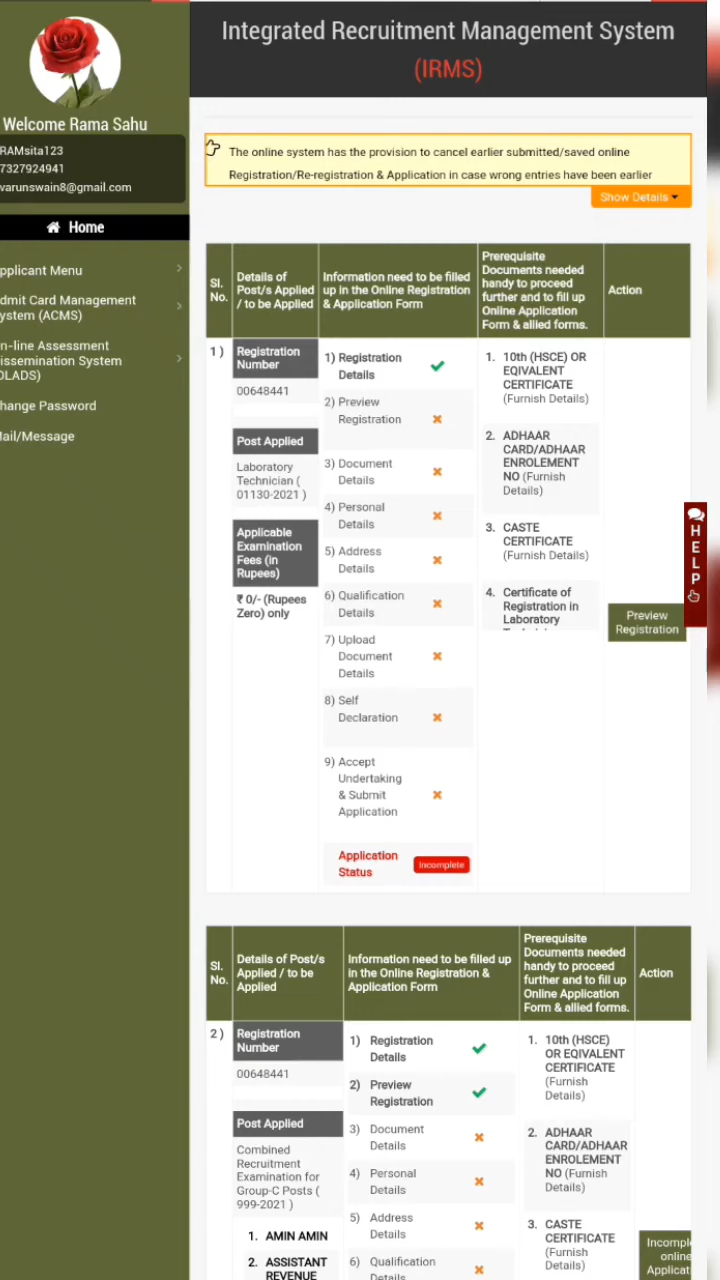 Integrated Recruitment Management System
(IRMS)
Welcome Rama Sahu
RAMsita123
7327924941
varunswain8@gmail.com
Home
pplicant Menu
dmit Card Management
ystem (ACMS)
n-line Assessment
issemination System
OLADS)
hange Password
Mail/Message
The online system has the provision to cancel earlier submitted/saved online
Registration/Re-registration & Application in case wrong entries have been earlier
Show Details
Sl.
No.
Details of
Post/s Applied
/ to be Applied
Information need to be filled
up in the Online Registration
& Application Form
Prerequisite
Documents needed
handy to proceed
further and to fill up
Online Application
Form & allied forms.
Action
1 )
Registration
Number
00648441
Post Applied
Laboratory
Technician (
01130-2021 )
Applicable
Examination
Fees (in
Rupees)
₹ 0/- (Rupees
Zero) only
1) Registration
Details
2) Preview
Registration
3) Document
Details
4) Personal
Details
5) Address
Details
6) Qualification
Details
7) Upload
Document
Details
8) Self
Declaration
9) Accept
Undertaking
& Submit
Application
Application
Status
Incomplete
1. 10th (HSCE) OR
EQIVALENT
CERTIFICATE
(Furnish Details)
2. ADHAAR
CARD/ADHAAR
ENROLEMENT
NO (Furnish
Details)
3. CASTE
CERTIFICATE
(Furnish Details)
4. Certificate of
Registration in
Laboratory
Preview
Registration
HELP
Sl.
No.
Details of Post/s
Applied / to be
Applied
Information need to be filled up
in the Online Registration &
Application Form
Prerequisite
Documents needed
handy to proceed
further and to fill up
Online Application
Form & allied forms.
Action
2 )
Registration
Number
00648441
Post Applied
Combined
Recruitment
Examination for
Group-C Posts (
999-2021 )
1. AMIN AMIN
2. ASSISTANT
REVENUE
1) Registration
Details
2) Preview
Registration
3) Document
Details
4) Personal
Details
5) Address
Details
6) Qualification
Details
1. 10th (HSCE)
OR EQIVALENT
CERTIFICATE
(Furnish
Details)
2. ADHAAR
CARD/ADHAAR
ENROLEMENT
NO (Furnish
Details)
3. CASTE
CERTIFICATE
(Furnish
Details)
Incompl
online
Applicat